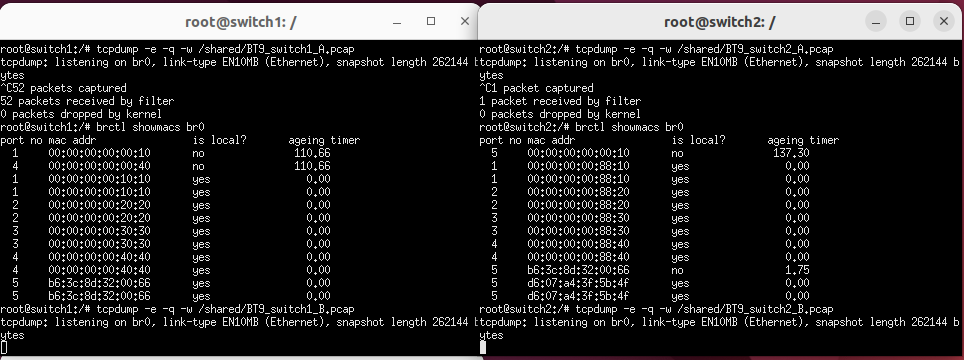 root@switch1: /
root@switch1:/# tcpdump -e -q -w /shared/BT9_switch1_A.pcap
tcpdump: listening on br0, link-type EN10MB (Ethernet), snapshot length 262144 b
ytes
^C52 packets captured
52 packets received by filter
0 packets dropped by kernel
root@switch1:/# brctl showmacs br0
port no mac addr is local? ageing timer
1 00:00:00:00:00:10 no 110.66
4 00:00:00:00:00:40 no 110.66
1 00:00:00:00:10:10 yes 0.00
1 00:00:00:00:10:10 yes 0.00
2 00:00:00:00:20:20 yes 0.00
2 00:00:00:00:20:20 yes 0.00
3 00:00:00:00:30:30 yes 0.00
3 00:00:00:00:30:30 yes 0.00
4 00:00:00:00:40:40 yes 0.00
4 00:00:00:00:40:40 yes 0.00
5 b6:3c:8d:32:00:66 yes 0.00
5 b6:3c:8d:32:00:66 yes 0.00
root@switch1:/# tcpdump -e -q -w /shared/BT9_switch1_B.pcap
tcpdump: listening on br0, link-type EN10MB (Ethernet), snapshot length 262144 b
ytes
root@switch2: /
root@switch2:/# tcpdump -e -q -w /shared/BT9_switch2_A.pcap
tcpdump: listening on br0, link-type EN10MB (Ethernet), snapshot length 262144 b
ytes
^C1 packet captured
1 packet received by filter
0 packets dropped by kernel
root@switch2:/# brctl showmacs br0
port no mac addr is local? ageing timer
5 00:00:00:00:00:10 no 137.30
1 00:00:00:00:88:10 yes 0.00
1 00:00:00:00:88:10 yes 0.00
2 00:00:00:00:88:20 yes 0.00
2 00:00:00:00:88:20 yes 0.00
3 00:00:00:00:88:30 yes 0.00
3 00:00:00:00:88:30 yes 0.00
4 00:00:00:00:88:40 yes 0.00
4 00:00:00:00:88:40 yes 0.00
5 b6:3c:8d:32:00:66 no 1.75
5 d6:07:a4:3f:5b:4f yes 0.00
5 d6:07:a4:3f:5b:4f yes 0.00
root@switch2:/# tcpdump -e -q -w /shared/BT9_switch2_B.pcap
tcpdump: listening on br0, link-type EN10MB (Ethernet), snapshot length 262144 b
ytes